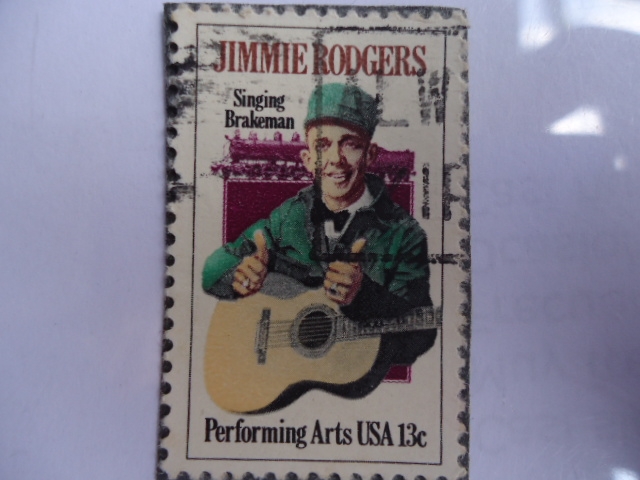 JIMMIE RODGERS
Singing
Brakeman
Performing Arts USA 13c